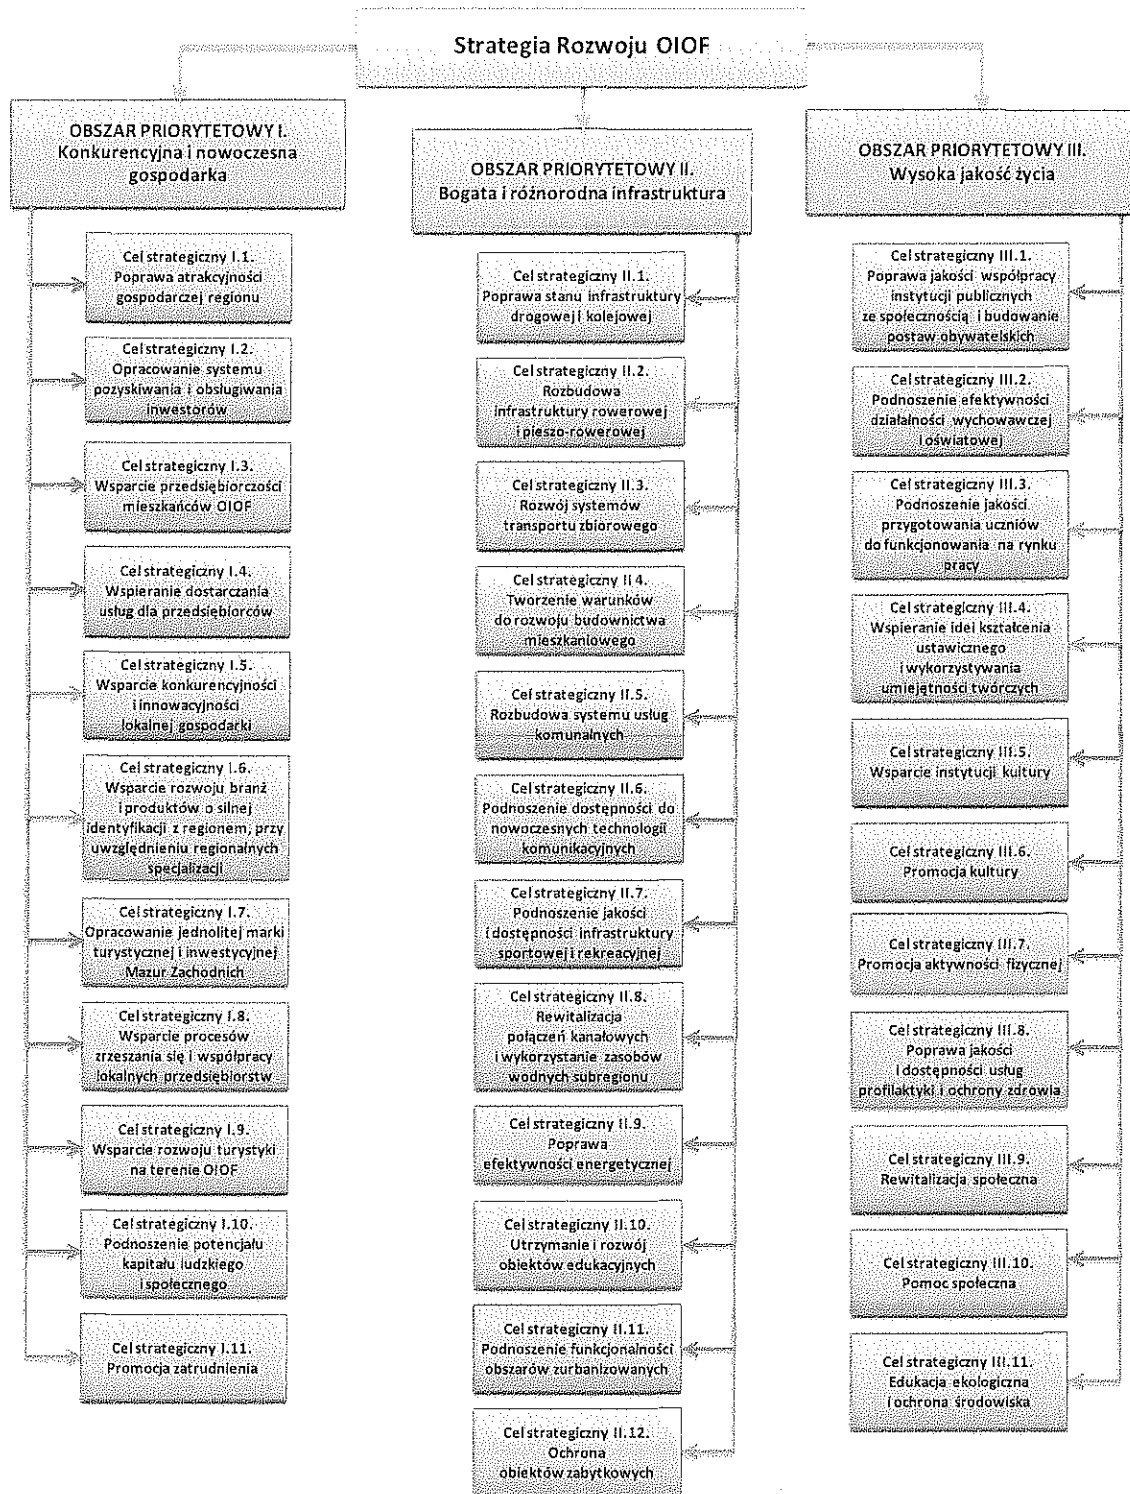 Strategia Rozwoju OIOF
OBSZAR PRIORYTETOWY I.
Konkurencyjna i nowoczesna
gospodarka
Cel strategiczny I.1.
Poprawa atrakcyjności
gospodarczej regionu
Cel strategiczny I.2.
Opracowanie systemu
pozyskiwania i obsługiwania
inwestorów
Cel strategiczny I.3.
Wsparcie przedsiębiorczości
mieszkańców OIOF
Cel strategiczny I.4.
Wspieranie dostarczania
usług dla przedsiębiorców
Cel strategiczny I.5.
Wsparcie konkurencyjności
i innowacyjności
lokalnej gospodarki
Cel strategiczny I.6.
Wsparcie rozwoju branż
i produktów o silnej
identyfikacji z regionem, przy
uwzględnieniu regionalnych
specjalizacji
Cel strategiczny I.7.
Opracowanie jednolitej marki
turystycznej i inwestycyjnej
Mazur Zachodnich
Cel strategiczny I.8.
Wsparcie procesów
zrzeszania się i współpracy
lokalnych przedsiębiorstw
Cel strategiczny I.9.
Wsparcie rozwoju turystyki
na terenie OIOF
Cel strategiczny I.10.
Podnoszenie potencjału
kapitału ludzkiego
i społecznego
Cel strategiczny I.11.
Promocja zatrudnienia
OBSZAR PRIORYTETOWY II.
Bogata i różnorodna infrastruktura
Cel strategiczny II.1.
Poprawa stanu infrastruktury
drogowej i kolejowej
Cel strategiczny II.2.
Rozbudowa
infrastruktury rowerowej
i pieszo-rowerowej
Cel strategiczny II.3.
Rozwój systemów
transportu zbiorowego
Cel strategiczny II 4.
Tworzenie warunków
do rozwoju budownictwa
mieszkaniowego
Cel strategiczny II.5.
Rozbudowa systemu usług
komunalnych
Cel strategiczny II.6.
Podnoszenie dostępności do
nowoczesnych technologii
komunikacyjnych
Cel strategiczny II.7.
Podnoszenie jakości
i dostępności infrastruktury
sportowej i rekreacyjnej
Cel strategiczny II.8.
Rewitalizacja
połączeń kanałowych
i wykorzystanie zasobów
wodnych subregionu
Cel strategiczny II.9.
Poprawa
efektywności energetycznej
Cel strategiczny II.10.
Utrzymanie i rozwój
obiektów edukacyjnych
Cel strategiczny II.11.
Podnoszenie funkcjonalności
obszarów zurbanizowanych
Cel strategiczny II.12.
Ochrona
obiektów zabytkowych
OBSZAR PRIORYTETOWY III.
Wysoka jakość życia
Cel strategiczny III.1.
Poprawa jakości współpracy
instytucji publicznych
ze społecznością i budowanie
postaw obywatelskich
Cel strategiczny III.2.
Podnoszenie efektywności
działalności wychowawczej
i oświatowej
Cel strategiczny III.3.
Podnoszenie jakości
przygotowania uczniów
do funkcjonowania na rynku
pracy
Cel strategiczny III.4.
Wspieranie idei kształcenia
ustawicznego
i wykorzystywania
umiejętności twórczych
Cel strategiczny III.5.
Wsparcie instytucji kultury
Cel strategiczny III.6.
Promocja kultury
Cel strategiczny III.7.
Promocja aktywności fizycznej
Cel strategiczny III.8.
Poprawa jakości
i dostępności usług
profilaktyki i ochrony zdrowia
Cel strategiczny III.9.
Rewitalizacja społeczna
Cel strategiczny III.10.
Pomoc społeczna
Cel strategiczny III.11.
Edukacja ekologiczna
i ochrona środowiska